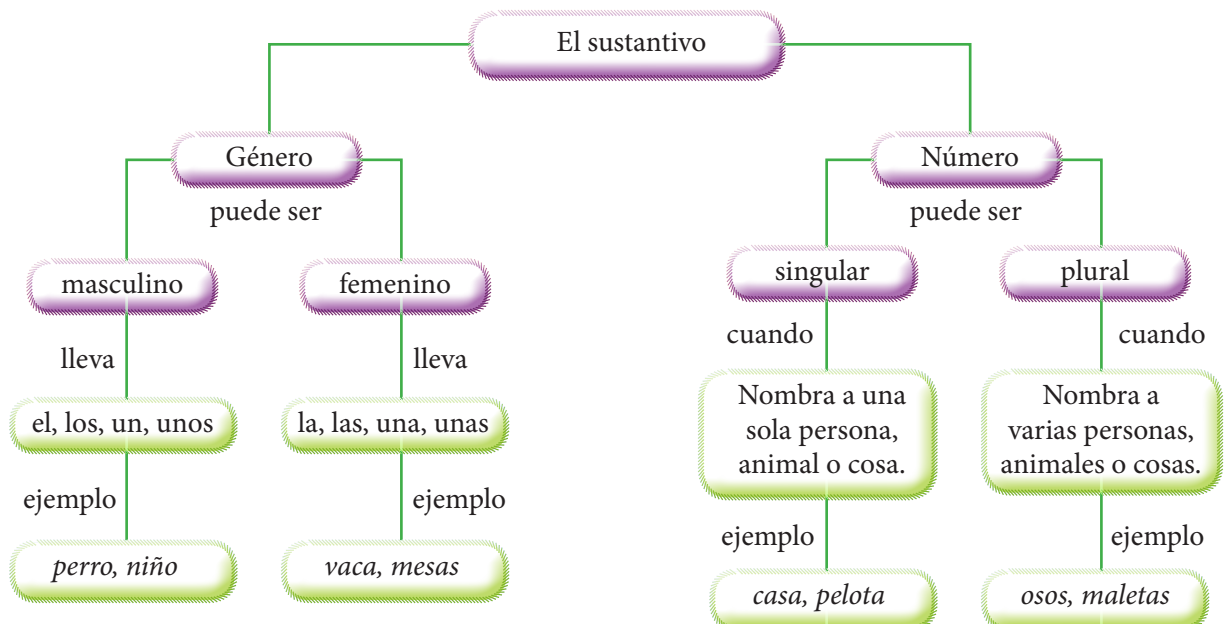 El sustantivo
Género
Número
puede ser
puede ser
masculino
femenino
singular
plural
lleva
lleva
cuando
cuando
el, los, un, unos
la, las, una, unas
Nombra a una
sola persona,
animal o cosa.
Nombra a
varias personas,
animales o cosas.
ejemplo
ejemplo
ejemplo
ejemplo
perro, niño
vaca, mesas
casa, pelota
osos, maletas